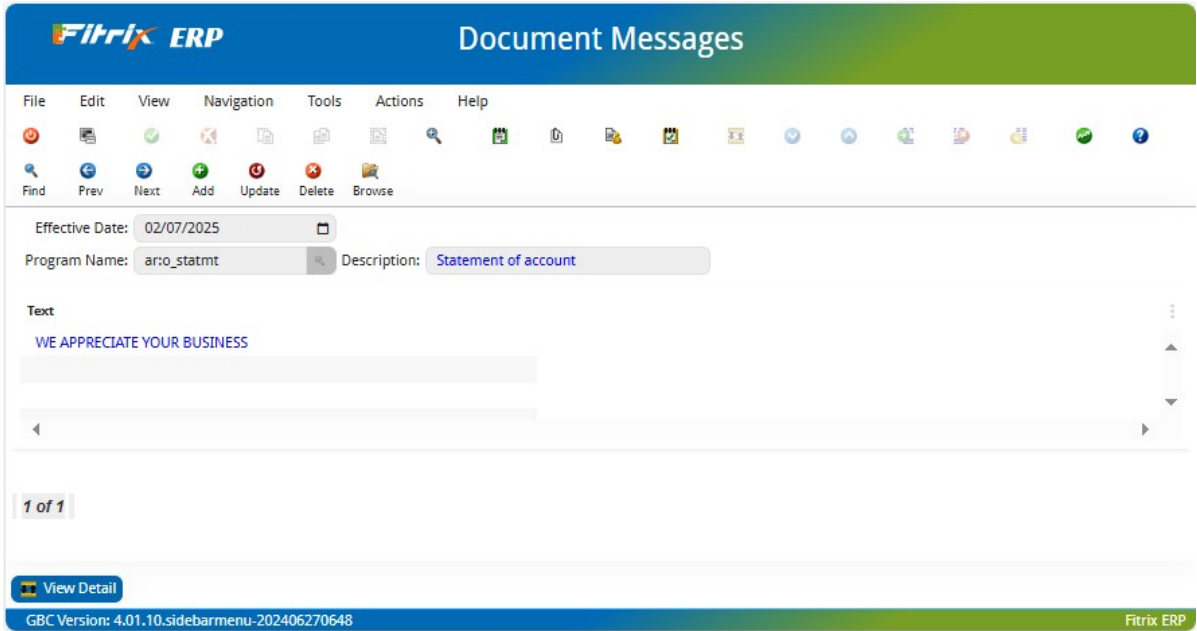 Fitrix ERP
Document Messages
File Edit View Navigation Tools Actions Help
Find Prev Next Add Update Delete Browse
Effective Date: 02/07/2025
Program Name: ar:o_statmt Description: Statement of account
Text
WE APPRECIATE YOUR BUSINESS
1 of 1
View Detail
GBC Version: 4.01.10.sidebarmenu-202406270648 Fitrix ERP